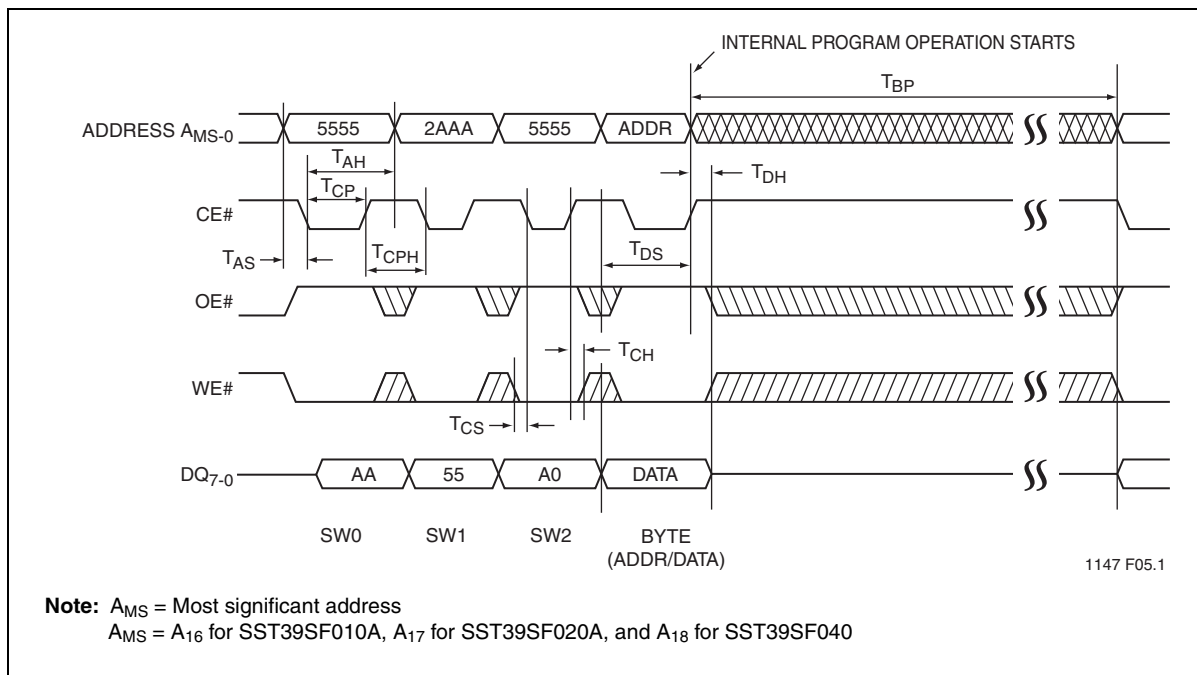 INTERNAL PROGRAM OPERATION STARTS
TBP
ADDRESS AMS-0
5555
2AAA
5555
ADDR
TAH
TDH
TCP
CE#
TAS
TCPH
TDS
OE#
TCH
WE#
TCS
DQ7-0
AA
55
A0
DATA
SW0
SW1
SW2
BYTE
(ADDR/DATA)
1147 F05.1
Note: AMS = Most significant address
AMS = A16 for SST39SF010A, A17 for SST39SF020A, and A18 for SST39SF040